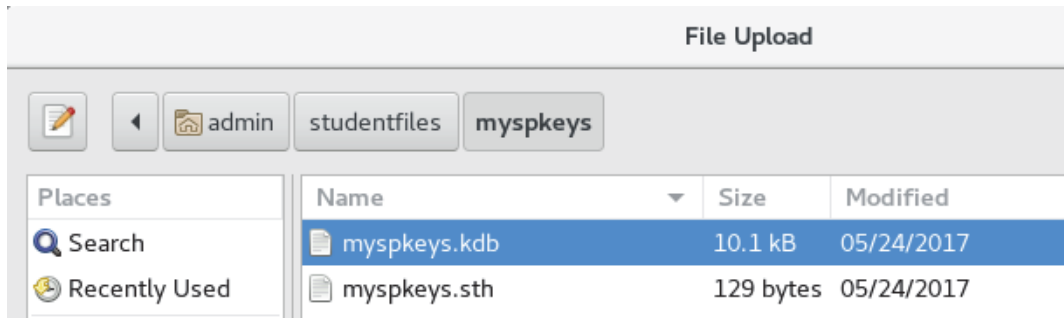 File Upload
admin studentfiles myspkeys
Places Name Size Modified
Search myspkeys.kdb 10.1 kB 05/24/2017
Recently Used myspkeys.sth 129 bytes 05/24/2017